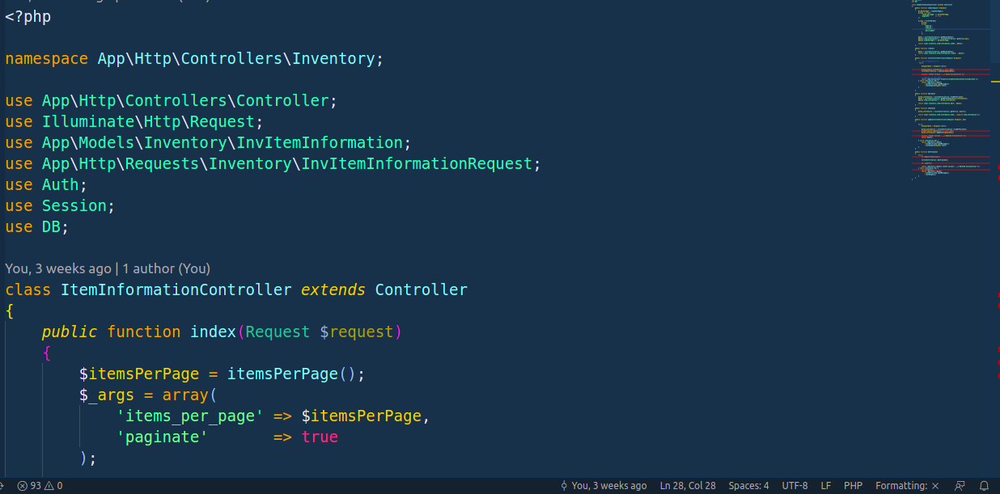 <?php
namespace App\Http\Controllers\Inventory;
use App\Http\Controllers\Controller;
use Illuminate\Http\Request;
use App\Models\Inventory\InvItemInformation;
use App\Http\Requests\Inventory\InvItemInformationRequest;
use Auth;
use Session;
use DB;
You, 3 weeks ago | 1 author (You)
class ItemInformationController extends Controller
{
public function index(Request $request)
{
$itemsPerPage = itemsPerPage();
$_args = array(
'items_per_page' => $itemsPerPage,
'paginate' => true
);
93 0 You, 3 weeks ago Ln 28, Col 28 Spaces: 4 UTF-8 LF PHP Formatting: ×